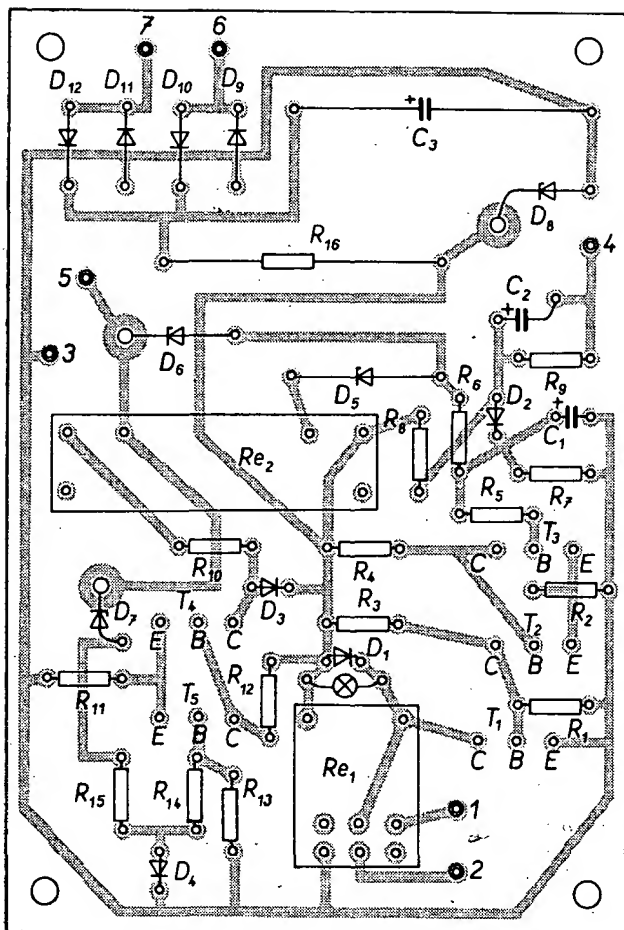 7 6
D12 D11 D10 D9
+ C3
D8
R16
4
5
C2
+
3
D6
R9
D5 R6 D2
R8 + C1
Re2
R5 R7
T3
C B E
R10 R4
D3 R3 R2
D7 T4 T2
E B C C B E
D1
R12
R11 T5 T1 R1
E B C C B E
Re1
R15 R14 R13
1
D4
2